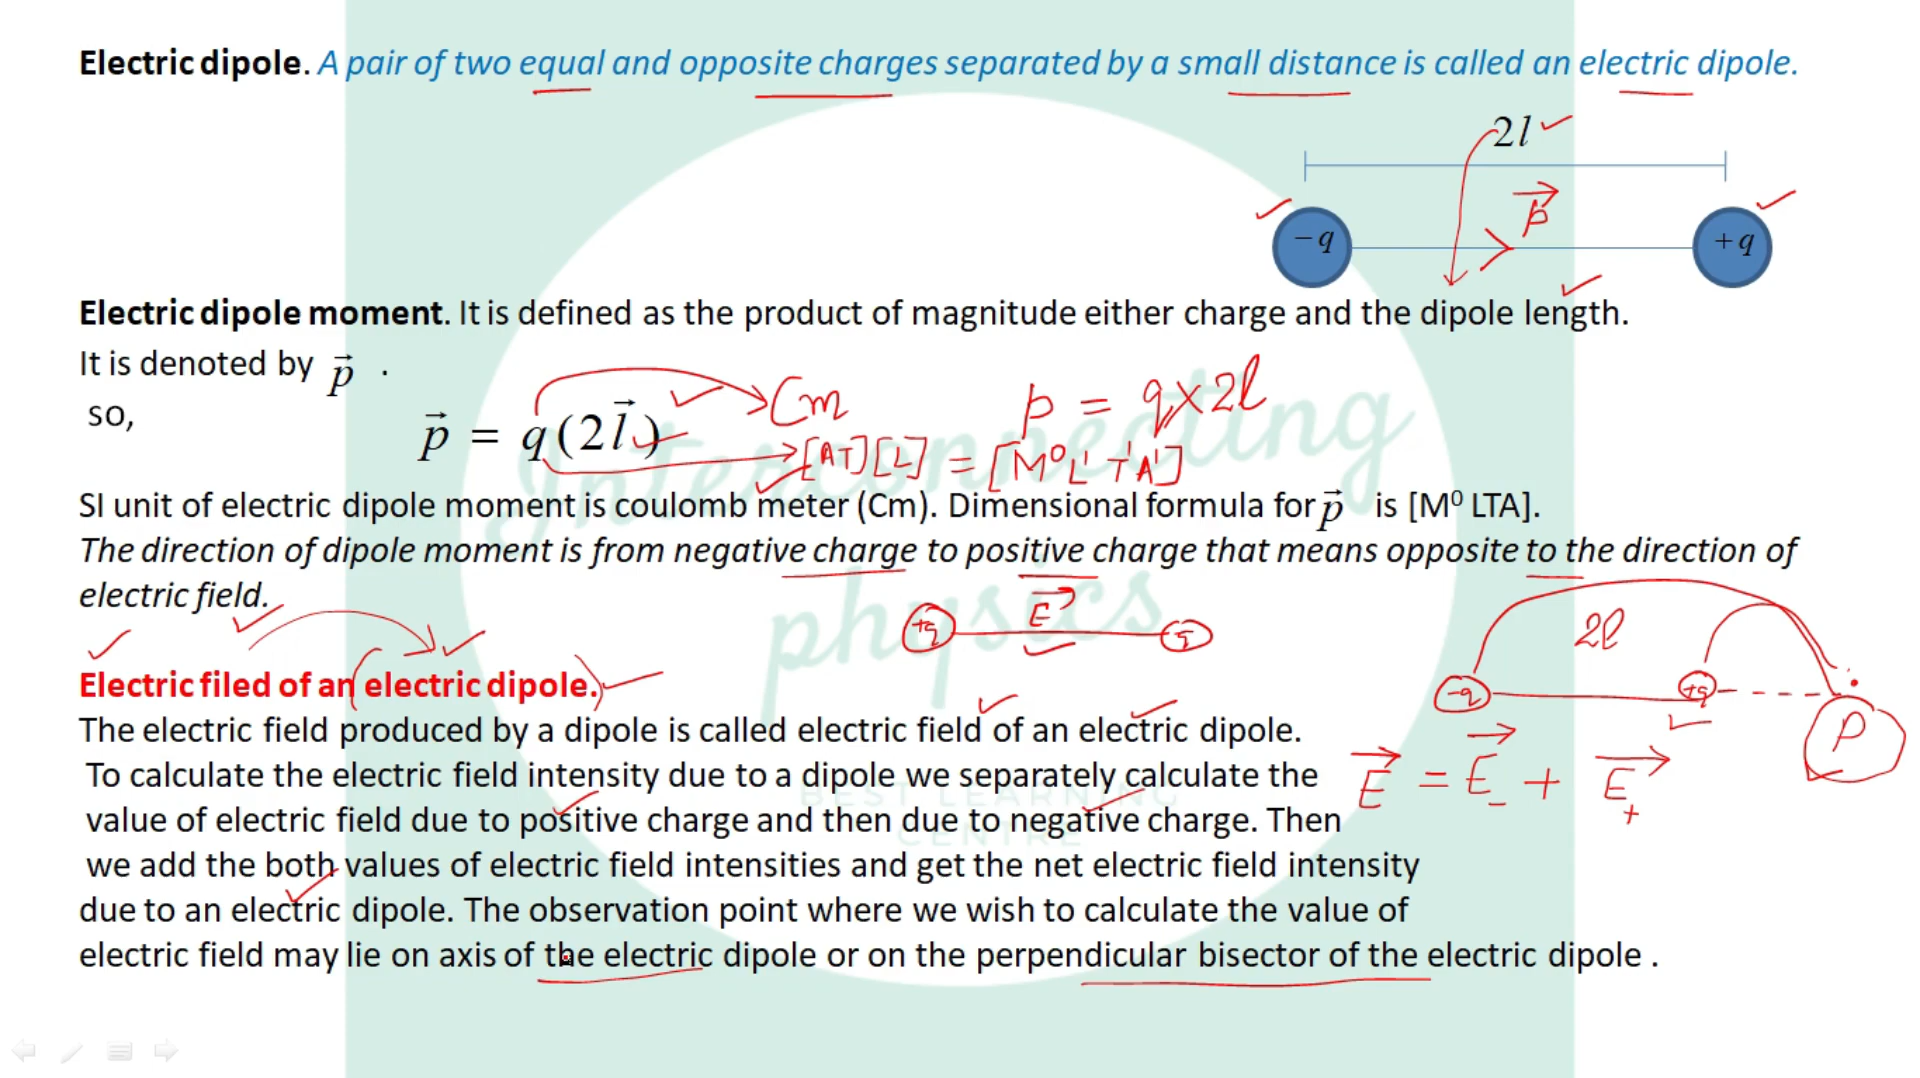 Electric dipole. A pair of two equal and opposite charges separated by a small distance is called an electric dipole.
2l
p⃗
−q
+q
Electric dipole moment. It is defined as the product of magnitude either charge and the dipole length.
It is denoted by p⃗ .
so,
p⃗ = q(2l⃗)
Cm
p = q×2l
[AT][L] = [M⁰L¹T¹A¹]
SI unit of electric dipole moment is coulomb meter (Cm). Dimensional formula for p⃗ is [M⁰ LTA].
The direction of dipole moment is from negative charge to positive charge that means opposite to the direction of
electric field.
+q
E⃗
-q
2l
-q
+q
P
Electric filed of an electric dipole.
The electric field produced by a dipole is called electric field of an electric dipole.
To calculate the electric field intensity due to a dipole we separately calculate the
E⃗ = E⃗₋ + E⃗₊
value of electric field due to positive charge and then due to negative charge. Then
we add the both values of electric field intensities and get the net electric field intensity
due to an electric dipole. The observation point where we wish to calculate the value of
electric field may lie on axis of the electric dipole or on the perpendicular bisector of the electric dipole .
Interconnecting
physics
BEST LEARNING
CENTRE